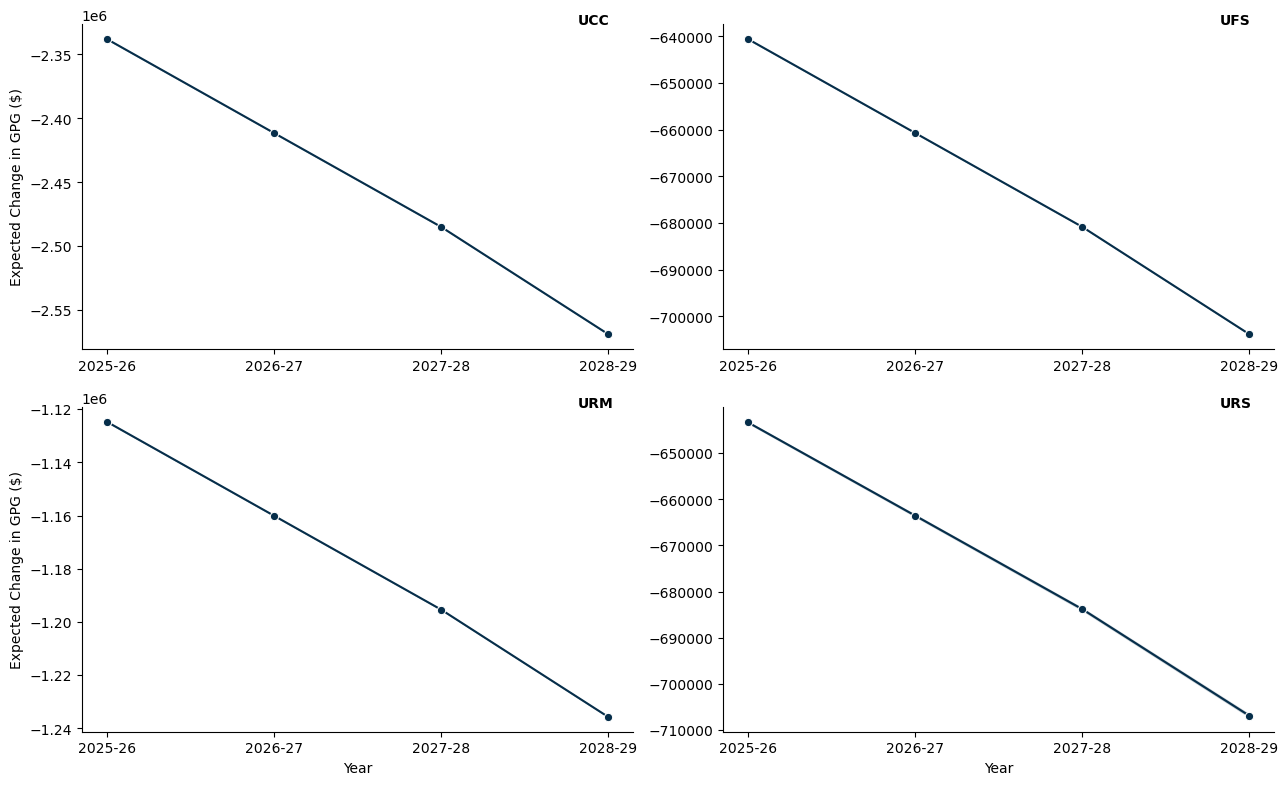 UCC
1e6
Expected Change in GPG ($)
−2.35
−2.40
−2.45
−2.50
−2.55
2025-26 2026-27 2027-28 2028-29
UFS
−640000
−650000
−660000
−670000
−680000
−690000
−700000
2025-26 2026-27 2027-28 2028-29
URM
1e6
Expected Change in GPG ($)
−1.12
−1.14
−1.16
−1.18
−1.20
−1.22
−1.24
2025-26 2026-27 2027-28 2028-29
Year
URS
−650000
−660000
−670000
−680000
−690000
−700000
−710000
2025-26 2026-27 2027-28 2028-29
Year